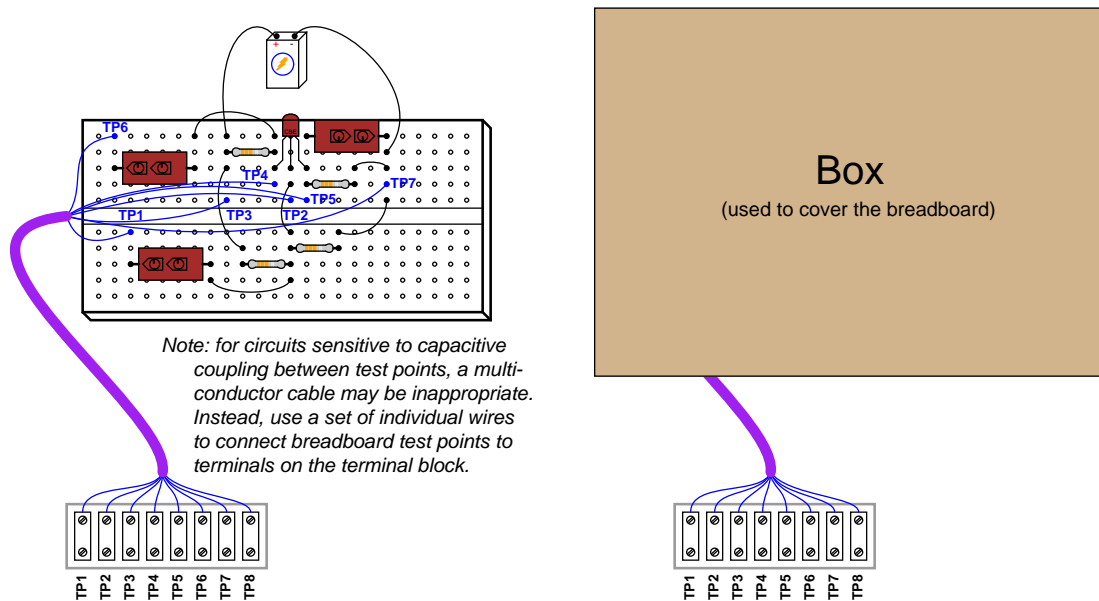 + -
CBE
TP6
TP4
TP7
TP5
TP1
TP3
TP2
Note: for circuits sensitive to capacitive
coupling between test points, a multi-
conductor cable may be inappropriate.
Instead, use a set of individual wires
to connect breadboard test points to
terminals on the terminal block.
TP1
TP2
TP3
TP4
TP5
TP6
TP7
TP8
Box
(used to cover the breadboard)
TP1
TP2
TP3
TP4
TP5
TP6
TP7
TP8